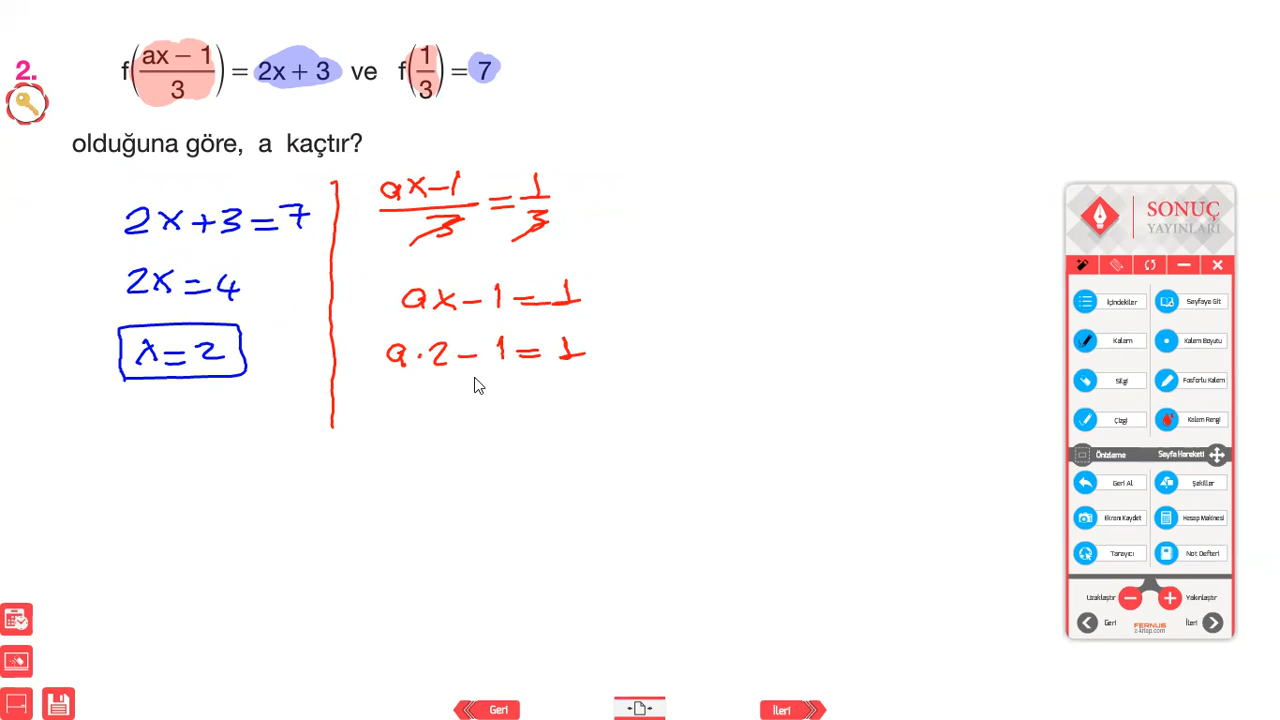 2.
f((ax − 1)/3) = 2x + 3 ve f(1/3) = 7
olduğuna göre, a kaçtır?
2x + 3 = 7
2x = 4
x = 2
(ax − 1)/3 = 1/3
ax − 1 = 1
a · 2 − 1 = 1
SONUÇ
YAYINLARI
İçindekiler
Sayfaya Git
Kalem
Kalem Boyutu
Silgi
Fosforlu Kalem
Çizgi
Kalem Rengi
Önizleme
Sayfa Hareketi
Geri Al
Şekiller
Ekranı Kaydet
Hesap Makinesi
Tarayıcı
Not Defteri
Uzaklaştır
Yakınlaştır
Geri
FERNUS
z-kitap.com
İleri
Geri
İleri